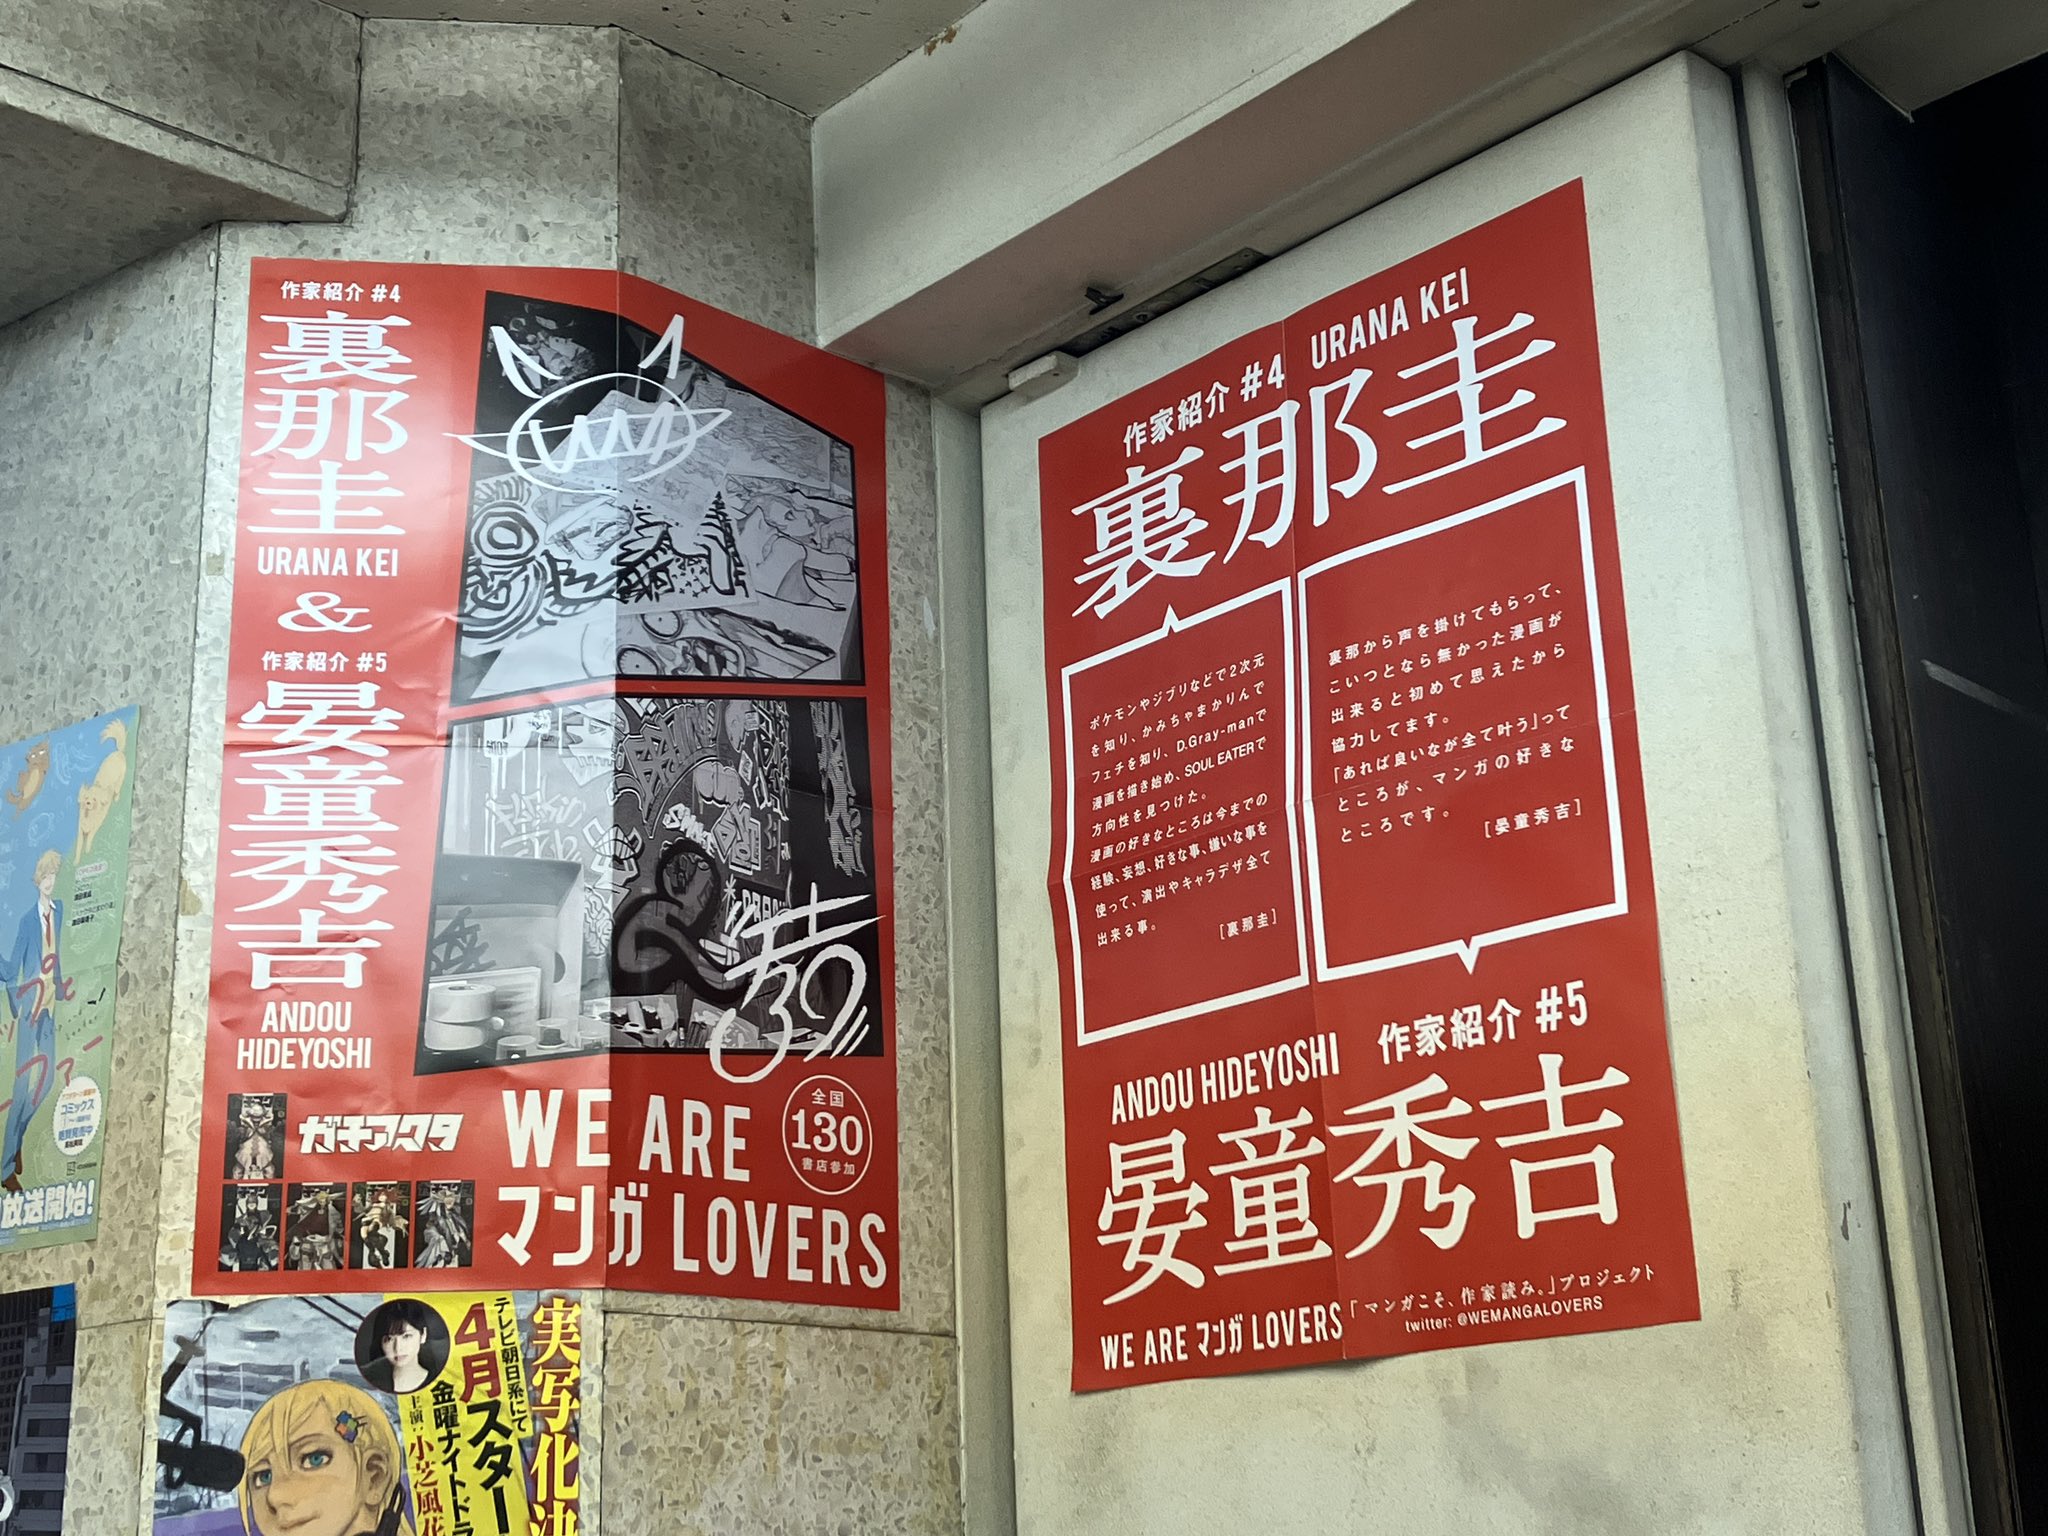 作家紹介 #4
裏那圭
URANA KEI
&
作家紹介 #5
晏童秀吉
ANDOU
HIDEYOSHI
ガチアクタ
WE ARE
マンガ LOVERS
全国
130
書店参加
作家紹介 #4 URANA KEI
裏那圭
ポケモンやジブリなどで2次元
を知り、かみちゃまかりんで
フェチを知り、D.Gray-manで
漫画を描き始め、SOUL EATERで
方向性を見つけた。
漫画の好きなところは今までの
経験、妄想、好きな事、嫌いな事を
使って、演出やキャラデザ全て
出来る事。
[裏那圭]
裏那から声を掛けてもらって、
こいつとなら無かった漫画が
出来ると初めて思えたから
協力してます。
「あれば良いなが全て叶う」って
ところが、マンガの好きな
ところです。
[晏童秀吉]
ANDOU HIDEYOSHI 作家紹介 #5
晏童秀吉
WE ARE マンガ LOVERS「マンガこそ、作家読み。」プロジェクト
twitter: @WEMANGALOVERS
コミックス
絶賛発売中
放送開始!
実写化決
テレビ朝日系にて
4月スター
金曜ナイトドラ
主演:小芝風花